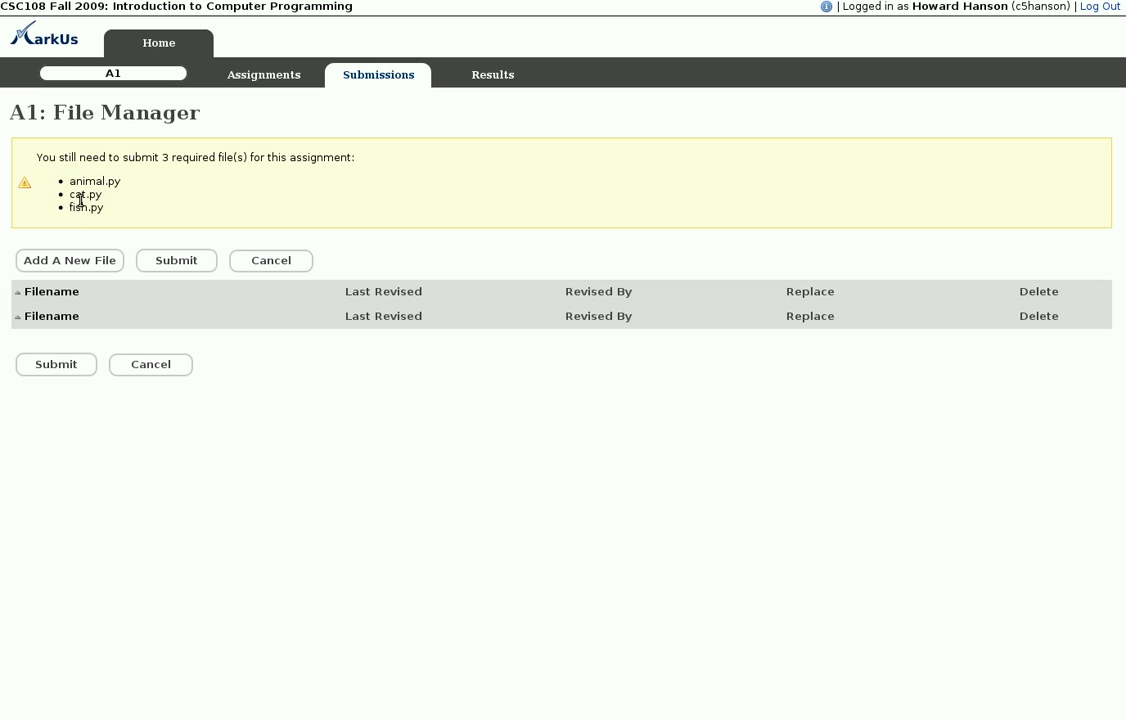 CSC108 Fall 2009: Introduction to Computer Programming
| Logged in as Howard Hanson (c5hanson) | Log Out
MarkUs
Home
A1
Assignments
Submissions
Results
A1: File Manager
You still need to submit 3 required file(s) for this assignment:
• animal.py
• cat.py
• fish.py
Add A New File
Submit
Cancel
Filename Last Revised Revised By Replace Delete
Filename Last Revised Revised By Replace Delete
Submit
Cancel